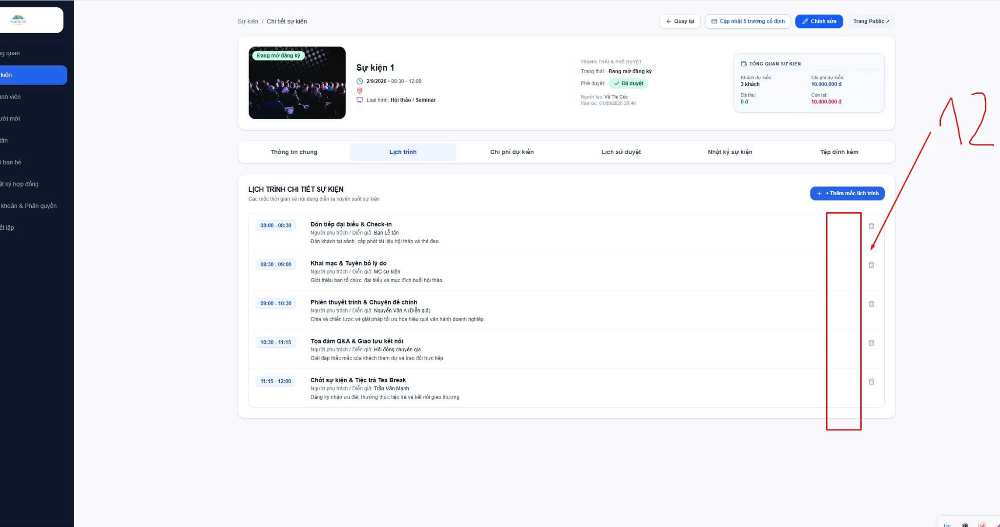 NGHIENG
ng quan
kiện
ành viên
ười mời
tân
i bạn bè
ật ký hợp đồng
khoản & Phân quyền
ết lập
Sự kiện / Chi tiết sự kiện
Quay lại
Cập nhật 5 trường cố định
Chỉnh sửa
Trang Public ↗
Đang mở đăng ký
Sự kiện 1
2/9/2026 • 08:30 - 12:00
-
Loại hình: Hội thảo / Seminar
TRẠNG THÁI & PHÊ DUYỆT
Trạng thái: Đang mở đăng ký
Phê duyệt: Đã duyệt
Người tạo: Vũ Thị Cúc
Vào lúc: 01/09/2026 20:40
TỔNG QUAN SỰ KIỆN
Khách dự kiến: Chi phí dự kiến:
3 khách 10.000.000 đ
Đã thu: Còn lại:
0 đ 10.000.000 đ
12
Thông tin chung
Lịch trình
Chi phí dự kiến
Lịch sử duyệt
Nhật ký sự kiện
Tệp đính kèm
LỊCH TRÌNH CHI TIẾT SỰ KIỆN
Các mốc thời gian và nội dung diễn ra xuyên suốt sự kiện
+ + Thêm mốc lịch trình
08:00 - 08:30
Đón tiếp đại biểu & Check-in
Người phụ trách / Diễn giả: Ban Lễ tân
Đón khách tại sảnh, cấp phát tài liệu hội thảo và thẻ đeo.
08:30 - 09:00
Khai mạc & Tuyên bố lý do
Người phụ trách / Diễn giả: MC sự kiện
Giới thiệu ban tổ chức, đại biểu và mục đích buổi hội thảo.
09:00 - 10:30
Phiên thuyết trình & Chuyên đề chính
Người phụ trách / Diễn giả: Nguyễn Văn A (Diễn giả)
Chia sẻ chiến lược và giải pháp tối ưu hóa hiệu quả vận hành doanh nghiệp.
10:30 - 11:15
Tọa đàm Q&A & Giao lưu kết nối
Người phụ trách / Diễn giả: Hội đồng chuyên gia
Giải đáp thắc mắc của khách tham dự và trao đổi trực tiếp.
11:15 - 12:00
Chốt sự kiện & Tiệc trà Tea Break
Người phụ trách / Diễn giả: Trần Văn Mạnh
Đăng ký nhận ưu đãi, thưởng thức tiệc trà và kết nối giao thương.